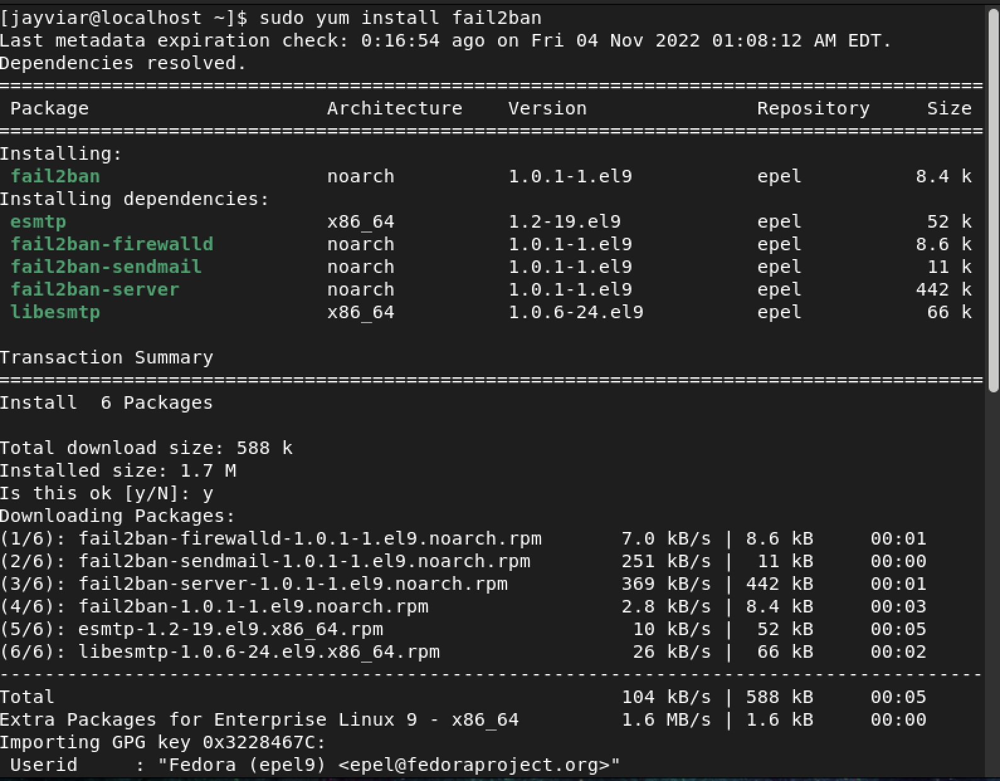 [jayviar@localhost ~]$ sudo yum install fail2ban
Last metadata expiration check: 0:16:54 ago on Fri 04 Nov 2022 01:08:12 AM EDT.
Dependencies resolved.
=======================================================================================
 Package                    Architecture    Version               Repository     Size
=======================================================================================
Installing:
 fail2ban                    noarch          1.0.1-1.el9           epel          8.4 k
Installing dependencies:
 esmtp                       x86_64          1.2-19.el9            epel           52 k
 fail2ban-firewalld          noarch          1.0.1-1.el9           epel          8.6 k
 fail2ban-sendmail           noarch          1.0.1-1.el9           epel           11 k
 fail2ban-server             noarch          1.0.1-1.el9           epel          442 k
 libesmtp                    x86_64          1.0.6-24.el9          epel           66 k

Transaction Summary
=======================================================================================
Install  6 Packages

Total download size: 588 k
Installed size: 1.7 M
Is this ok [y/N]: y
Downloading Packages:
(1/6): fail2ban-firewalld-1.0.1-1.el9.noarch.rpm       7.0 kB/s | 8.6 kB     00:01
(2/6): fail2ban-sendmail-1.0.1-1.el9.noarch.rpm        251 kB/s |  11 kB     00:00
(3/6): fail2ban-server-1.0.1-1.el9.noarch.rpm          369 kB/s | 442 kB     00:01
(4/6): fail2ban-1.0.1-1.el9.noarch.rpm                 2.8 kB/s | 8.4 kB     00:03
(5/6): esmtp-1.2-19.el9.x86_64.rpm                      10 kB/s |  52 kB     00:05
(6/6): libesmtp-1.0.6-24.el9.x86_64.rpm                 26 kB/s |  66 kB     00:02
---------------------------------------------------------------------------------------
Total                                                  104 kB/s | 588 kB     00:05
Extra Packages for Enterprise Linux 9 - x86_64         1.6 MB/s | 1.6 kB     00:00
Importing GPG key 0x3228467C:
 Userid     : "Fedora (epel9) <epel@fedoraproject.org>"